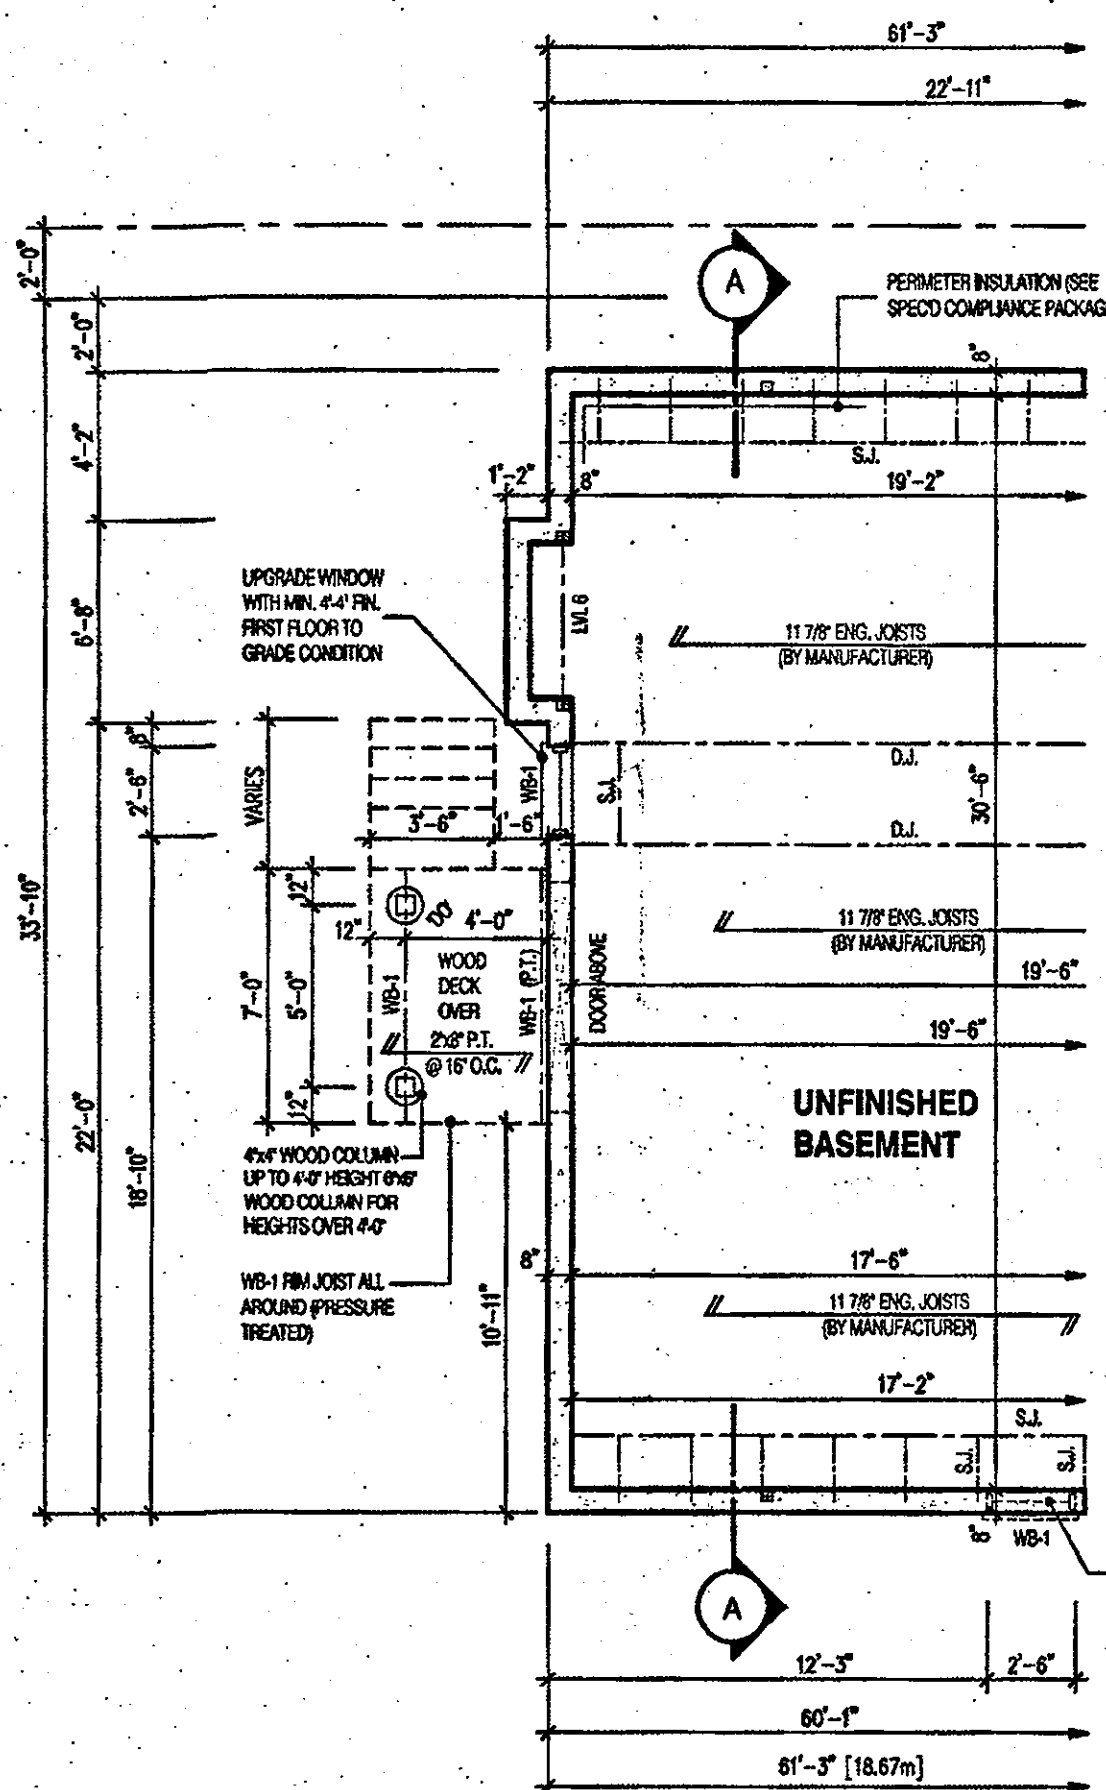 61'-3"
22'-11"
2'-0"
2'-0"
A
PERIMETER INSULATION (SEE
SPEC'D COMPLIANCE PACKAG
8"
4'-2"
S.J.
1'-2"
8"
19'-2"
UPGRADE WINDOW
WITH MIN. 4'-4' FIN.
FIRST FLOOR TO
GRADE CONDITION
6'-8"
LVL 6
11 7/8" ENG. JOISTS
(BY MANUFACTURER)
8"
2'-6"
VARIES
WB-1
S.J.
D.J.
30'-6"
3'-6"
1'-6"
D.J.
33'-10"
12"
DO
4'-0"
12"
11 7/8" ENG. JOISTS
(BY MANUFACTURER)
7'-0"
5'-0"
WB-1
WOOD
DECK
OVER
2"x8" P.T.
@ 16" O.C.
WB-1 (P.T.)
DOOR ABOVE
19'-6"
19'-6"
UNFINISHED
BASEMENT
12"
22'-0"
18'-10"
4"x4" WOOD COLUMN
UP TO 4'-0" HEIGHT 6"x6"
WOOD COLUMN FOR
HEIGHTS OVER 4'-0"
8"
17'-6"
WB-1 RIM JOIST ALL
AROUND (PRESSURE
TREATED)
10'-11"
11 7/8" ENG. JOISTS
(BY MANUFACTURER)
17'-2"
S.J.
S.J.
S.J.
8"
WB-1
A
12'-3"
2'-6"
60'-1"
61'-3" [18.67m]